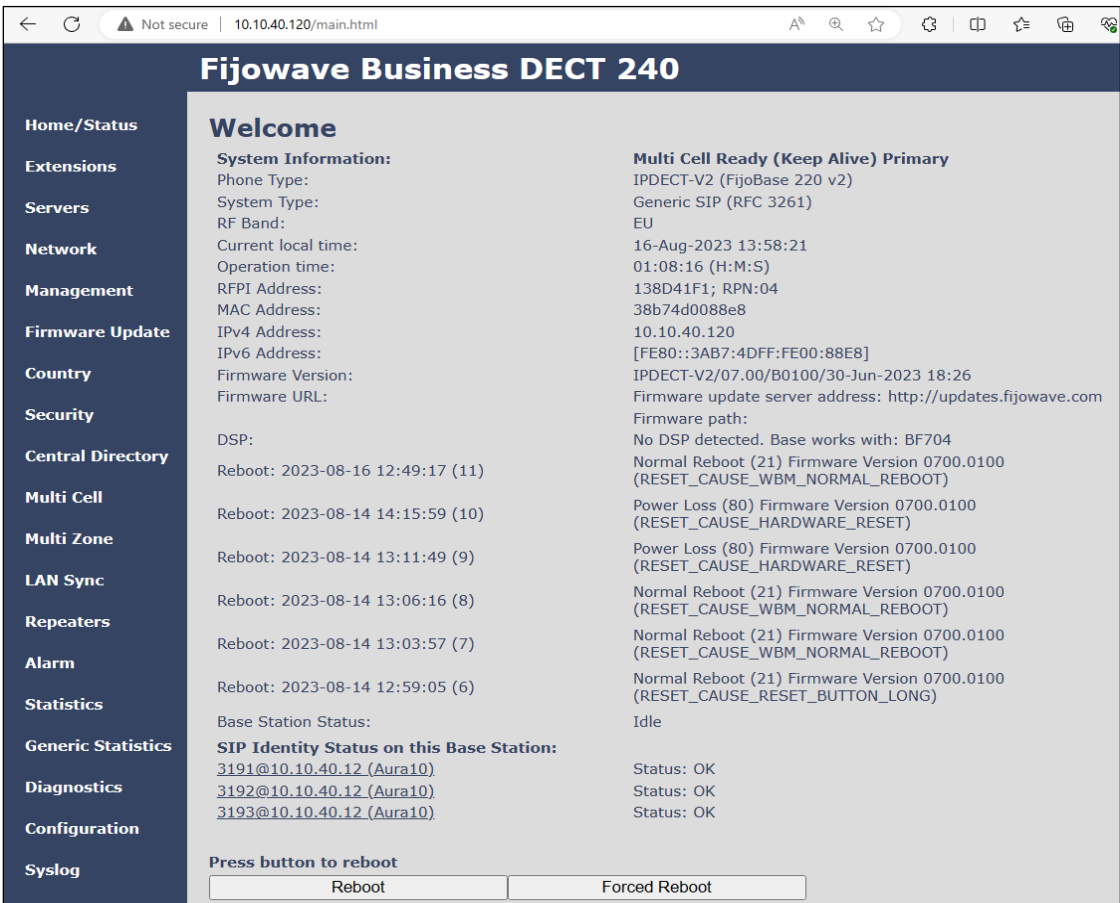 Not secure | 10.10.40.120/main.html
Fijowave Business DECT 240
Home/Status
Extensions
Servers
Network
Management
Firmware Update
Country
Security
Central Directory
Multi Cell
Multi Zone
LAN Sync
Repeaters
Alarm
Statistics
Generic Statistics
Diagnostics
Configuration
Syslog
Welcome
System Information: Multi Cell Ready (Keep Alive) Primary
Phone Type: IPDECT-V2 (FijoBase 220 v2)
System Type: Generic SIP (RFC 3261)
RF Band: EU
Current local time: 16-Aug-2023 13:58:21
Operation time: 01:08:16 (H:M:S)
RFPI Address: 138D41F1; RPN:04
MAC Address: 38b74d0088e8
IPv4 Address: 10.10.40.120
IPv6 Address: [FE80::3AB7:4DFF:FE00:88E8]
Firmware Version: IPDECT-V2/07.00/B0100/30-Jun-2023 18:26
Firmware URL: Firmware update server address: http://updates.fijowave.com
Firmware path:
DSP: No DSP detected. Base works with: BF704
Reboot: 2023-08-16 12:49:17 (11) Normal Reboot (21) Firmware Version 0700.0100
(RESET_CAUSE_WBM_NORMAL_REBOOT)
Reboot: 2023-08-14 14:15:59 (10) Power Loss (80) Firmware Version 0700.0100
(RESET_CAUSE_HARDWARE_RESET)
Reboot: 2023-08-14 13:11:49 (9) Power Loss (80) Firmware Version 0700.0100
(RESET_CAUSE_HARDWARE_RESET)
Reboot: 2023-08-14 13:06:16 (8) Normal Reboot (21) Firmware Version 0700.0100
(RESET_CAUSE_WBM_NORMAL_REBOOT)
Reboot: 2023-08-14 13:03:57 (7) Normal Reboot (21) Firmware Version 0700.0100
(RESET_CAUSE_WBM_NORMAL_REBOOT)
Reboot: 2023-08-14 12:59:05 (6) Normal Reboot (21) Firmware Version 0700.0100
(RESET_CAUSE_RESET_BUTTON_LONG)
Base Station Status: Idle
SIP Identity Status on this Base Station:
3191@10.10.40.12 (Aura10) Status: OK
3192@10.10.40.12 (Aura10) Status: OK
3193@10.10.40.12 (Aura10) Status: OK
Press button to reboot
Reboot Forced Reboot